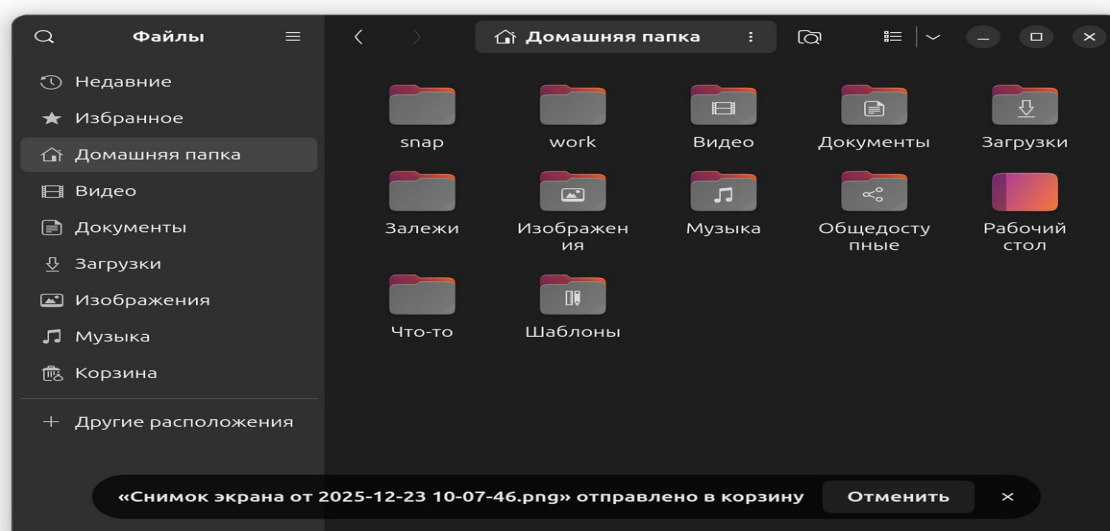 Файлы
Домашняя папка
Недавние
Избранное
Домашняя папка
Видео
Документы
Загрузки
Изображения
Музыка
Корзина
Другие расположения
snap
work
Видео
Документы
Загрузки
Залежи
Изображен
ия
Музыка
Общедосту
пные
Рабочий
стол
Что-то
Шаблоны
«Снимок экрана от 2025-12-23 10-07-46.png» отправлено в корзину
Отменить